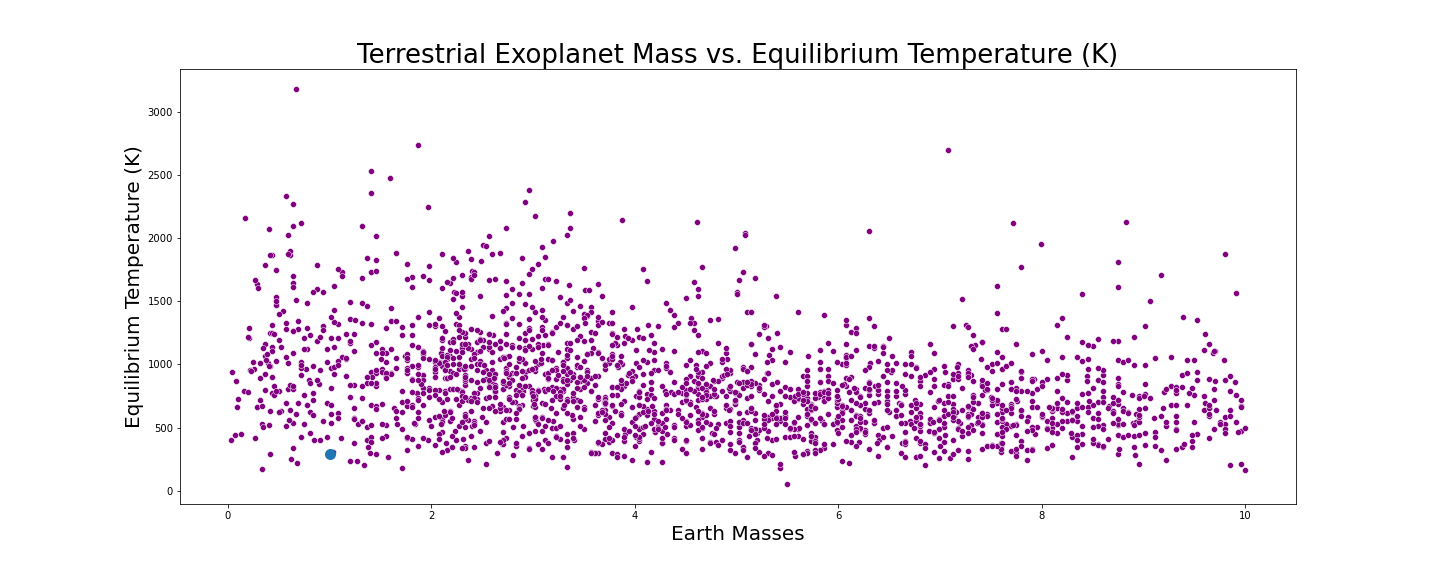 Terrestrial Exoplanet Mass vs. Equilibrium Temperature (K)
Equilibrium Temperature (K)
3000
2500
2000
1500
1000
500
0
0 2 4 6 8 10
Earth Masses